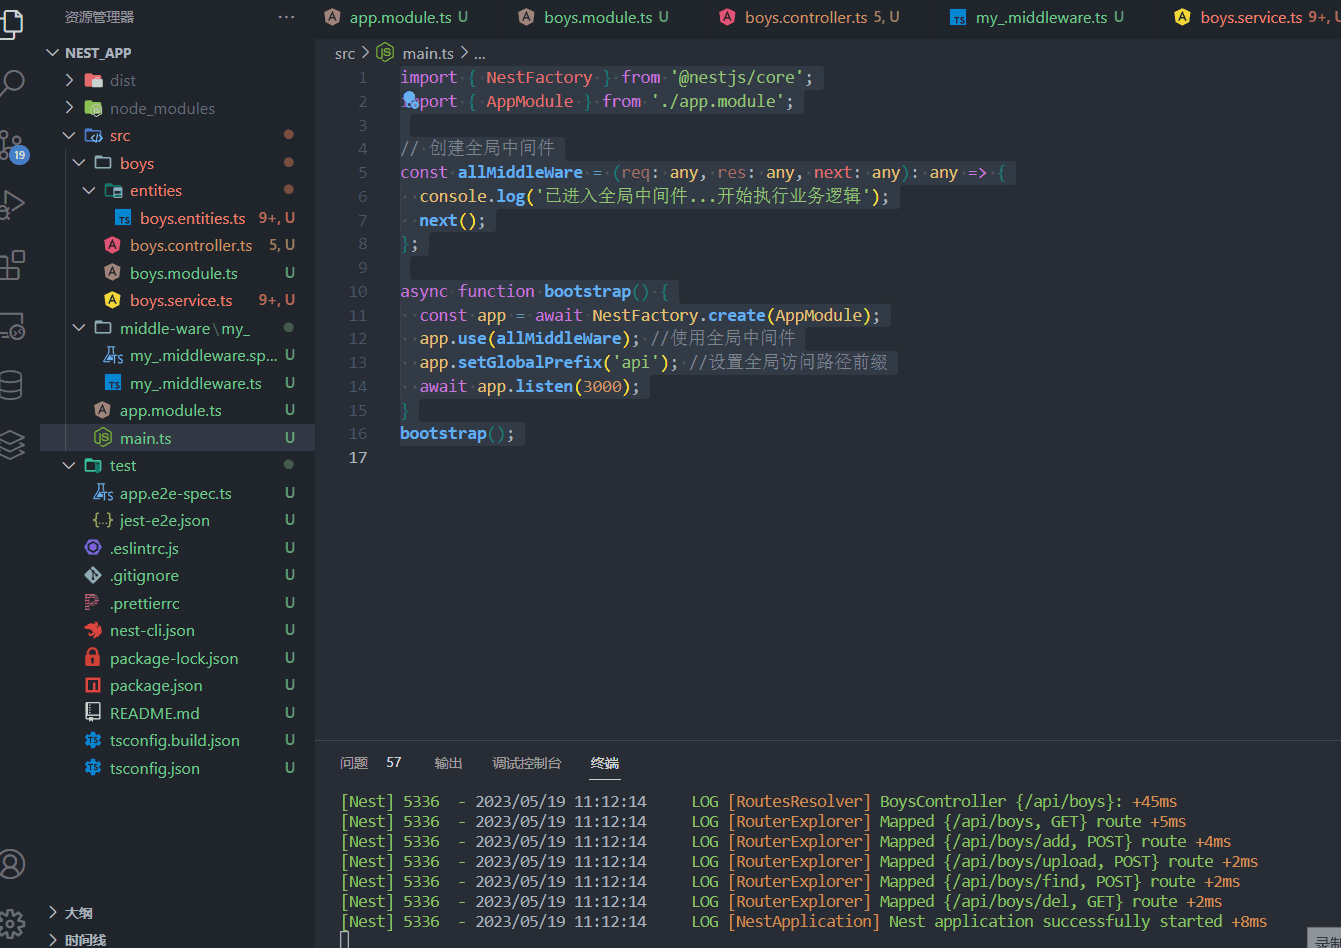 资源管理器 ···
app.module.ts U
boys.module.ts U
boys.controller.ts 5, U
my_.middleware.ts U
boys.service.ts 9+, U
NEST_APP
dist
node_modules
src
boys
entities
boys.entities.ts 9+, U
boys.controller.ts 5, U
boys.module.ts U
boys.service.ts 9+, U
middle-ware\my_
my_.middleware.sp... U
my_.middleware.ts U
app.module.ts U
main.ts U
test
app.e2e-spec.ts U
jest-e2e.json U
.eslintrc.js U
.gitignore U
.prettierrc U
nest-cli.json U
package-lock.json U
package.json U
README.md U
tsconfig.build.json U
tsconfig.json U
大纲
时间线
19
src > main.ts > ...
1 import { NestFactory } from '@nestjs/core';
2 import { AppModule } from './app.module';
3
4 // 创建全局中间件
5 const allMiddleWare = (req: any, res: any, next: any): any => {
6 console.log('已进入全局中间件...开始执行业务逻辑');
7 next();
8 };
9
10 async function bootstrap() {
11 const app = await NestFactory.create(AppModule);
12 app.use(allMiddleWare); //使用全局中间件
13 app.setGlobalPrefix('api'); //设置全局访问路径前缀
14 await app.listen(3000);
15 }
16 bootstrap();
17
问题 57 输出 调试控制台 终端
[Nest] 5336 - 2023/05/19 11:12:14 LOG [RoutesResolver] BoysController {/api/boys}: +45ms
[Nest] 5336 - 2023/05/19 11:12:14 LOG [RouterExplorer] Mapped {/api/boys, GET} route +5ms
[Nest] 5336 - 2023/05/19 11:12:14 LOG [RouterExplorer] Mapped {/api/boys/add, POST} route +4ms
[Nest] 5336 - 2023/05/19 11:12:14 LOG [RouterExplorer] Mapped {/api/boys/upload, POST} route +2ms
[Nest] 5336 - 2023/05/19 11:12:14 LOG [RouterExplorer] Mapped {/api/boys/find, POST} route +2ms
[Nest] 5336 - 2023/05/19 11:12:14 LOG [RouterExplorer] Mapped {/api/boys/del, GET} route +2ms
[Nest] 5336 - 2023/05/19 11:12:14 LOG [NestApplication] Nest application successfully started +8ms